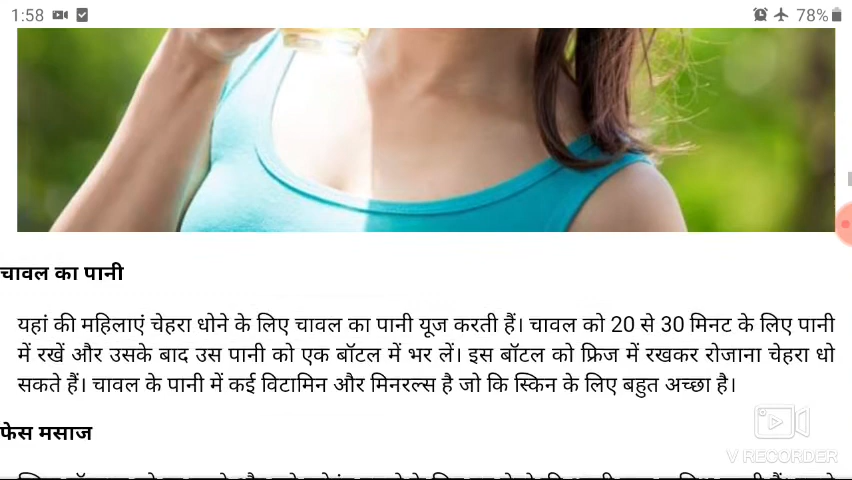 1:58
78%
चावल का पानी
यहां की महिलाएं चेहरा धोने के लिए चावल का पानी यूज करती हैं। चावल को 20 से 30 मिनट के लिए पानी
में रखें और उसके बाद उस पानी को एक बॉटल में भर लें। इस बॉटल को फ्रिज में रखकर रोजाना चेहरा धो
सकते हैं। चावल के पानी में कई विटामिन और मिनरल्स है जो कि स्किन के लिए बहुत अच्छा है।
V RECORDER
फेस मसाज